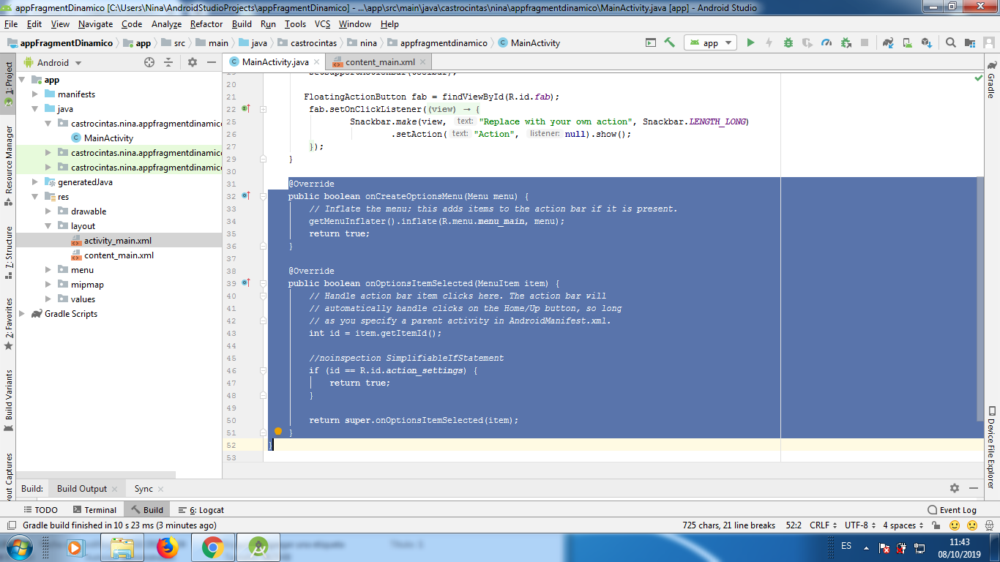 appFragmentDinamico [C:\Users\Nina\AndroidStudioProjects\appFragmentDinamico] - ...\app\src\main\java\castrocintas\nina\appfragmentdinamico\MainActivity.java [app] - Android Studio
File Edit View Navigate Code Analyze Refactor Build Run Tools VCS Window Help
appFragmentDinamico app src main java castrocintas nina appfragmentdinamico MainActivity app
Android
MainActivity.java content_main.xml
1: Project
Resource Manager
7: Structure
2: Favorites
Build Variants
app
manifests
java
castrocintas.nina.appfragmentdinamico
MainActivity
castrocintas.nina.appfragmentdinamico
castrocintas.nina.appfragmentdinamico
generatedJava
res
drawable
layout
activity_main.xml
content_main.xml
menu
mipmap
values
Gradle Scripts
20
21 FloatingActionButton fab = findViewById(R.id.fab);
22 fab.setOnClickListener((view) → {
25 Snackbar.make(view, text: "Replace with your own action", Snackbar.LENGTH_LONG)
26 .setAction( text: "Action", listener: null).show();
27 });
29 }
30
31 @Override
32 public boolean onCreateOptionsMenu(Menu menu) {
33 // Inflate the menu; this adds items to the action bar if it is present.
34 getMenuInflater().inflate(R.menu.menu_main, menu);
35 return true;
36 }
37
38 @Override
39 public boolean onOptionsItemSelected(MenuItem item) {
40 // Handle action bar item clicks here. The action bar will
41 // automatically handle clicks on the Home/Up button, so long
42 // as you specify a parent activity in AndroidManifest.xml.
43 int id = item.getItemId();
44
45 //noinspection SimplifiableIfStatement
46 if (id == R.id.action_settings) {
47 return true;
48 }
49
50 return super.onOptionsItemSelected(item);
51 }
52 }
53
Gradle
Device File Explorer
Build: Build Output Sync
TODO Terminal Build 6: Logcat Event Log
Gradle build finished in 10 s 23 ms (3 minutes ago) 725 chars, 21 line breaks 52:2 CRLF UTF-8 4 spaces
ES 11:43
08/10/2019